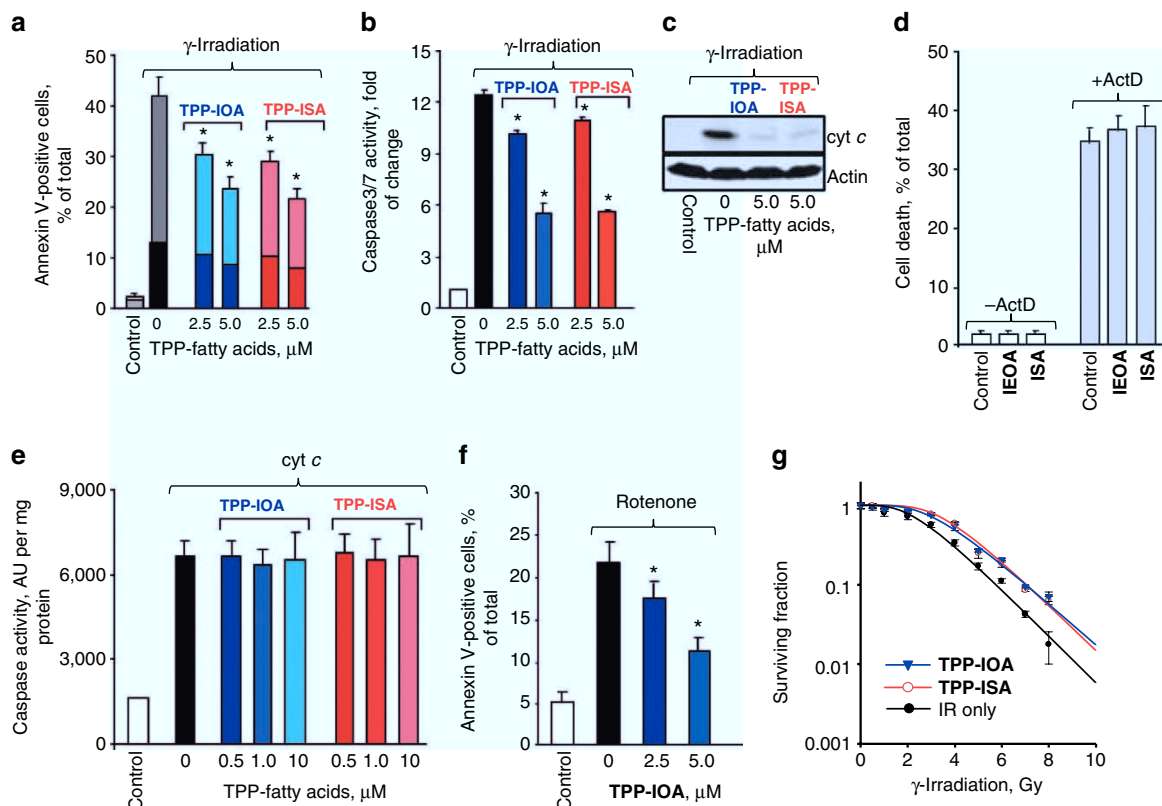 a
γ-Irradiation
Annexin V-positive cells,
% of total
50
40
30
20
10
0
TPP-IOA
TPP-ISA
*
*
*
*
Control
0
2.5
5.0
2.5
5.0
TPP-fatty acids, μM
b
γ-Irradiation
Caspase3/7 activity, fold
of change
15
12
9
6
3
0
TPP-IOA
TPP-ISA
*
*
*
*
Control
0
2.5
5.0
2.5
5.0
TPP-fatty acids, μM
c
γ-Irradiation
TPP-
IOA
TPP-
ISA
cyt c
Actin
Control
0
5.0
5.0
TPP-fatty acids,
μM
d
Cell death, % of total
50
40
30
20
10
0
+ActD
–ActD
Control
IEOA
ISA
Control
IEOA
ISA
e
cyt c
Caspase activity, AU per mg
protein
9,000
6,000
3,000
0
TPP-IOA
TPP-ISA
Control
0
0.5
1.0
10
0.5
1.0
10
TPP-fatty acids, μM
f
Rotenone
Annexin V-positive cells, %
of total
30
25
20
15
10
5
0
*
*
Control
0
2.5
5.0
TPP-IOA, μM
g
Surviving fraction
1
0.1
0.01
0.001
TPP-IOA
TPP-ISA
IR only
0
2
4
6
8
10
γ-Irradiation, Gy